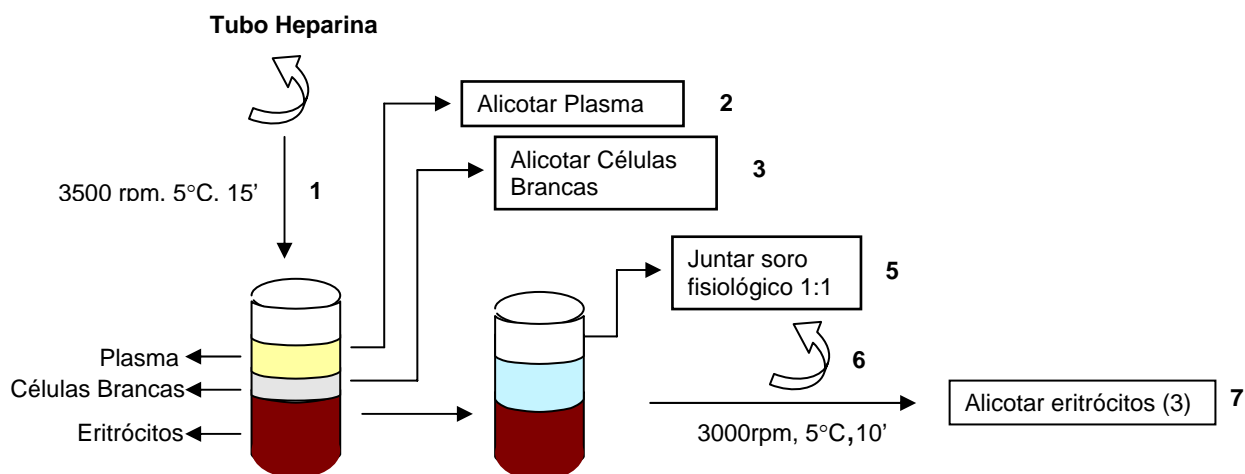 Tubo Heparina
Alicotar Plasma
2
Alicotar Células
Brancas
3
3500 rpm, 5°C, 15’
1
Juntar soro
fisiológico 1:1
5
Plasma
Células Brancas
Eritrócitos
6
3000rpm, 5°C,10’
Alicotar eritrócitos (3)
7